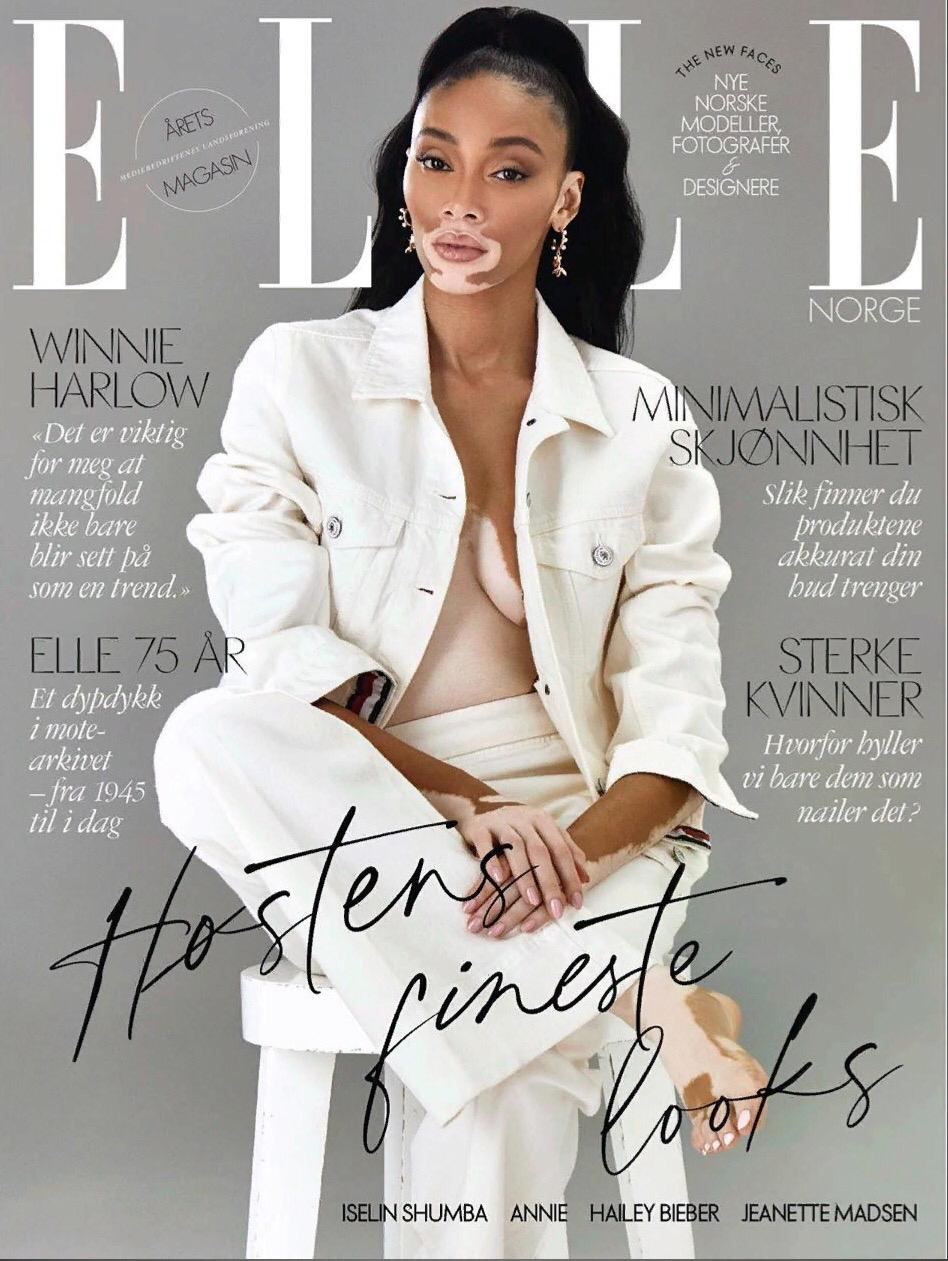 ELLE
NORGE
ÅRETS
MEDIEBEDRIFTENES LANDSFORENING
MAGASIN
THE NEW FACES
NYE
NORSKE
MODELLER,
FOTOGRAFER
&
DESIGNERE
WINNIE
HARLOW
«Det er viktig
for meg at
mangfold
ikke bare
blir sett på
som en trend.»
MINIMALISTISK
SKJØNNHET
Slik finner du
produktene
akkurat din
hud trenger
ELLE 75 ÅR
Et dypdykk
i mote-
arkivet
– fra 1945
til i dag
STERKE
KVINNER
Hvorfor hyller
vi bare dem som
nailer det?
Høstens
fineste
looks
ISELIN SHUMBA ANNIE HAILEY BIEBER JEANETTE MADSEN